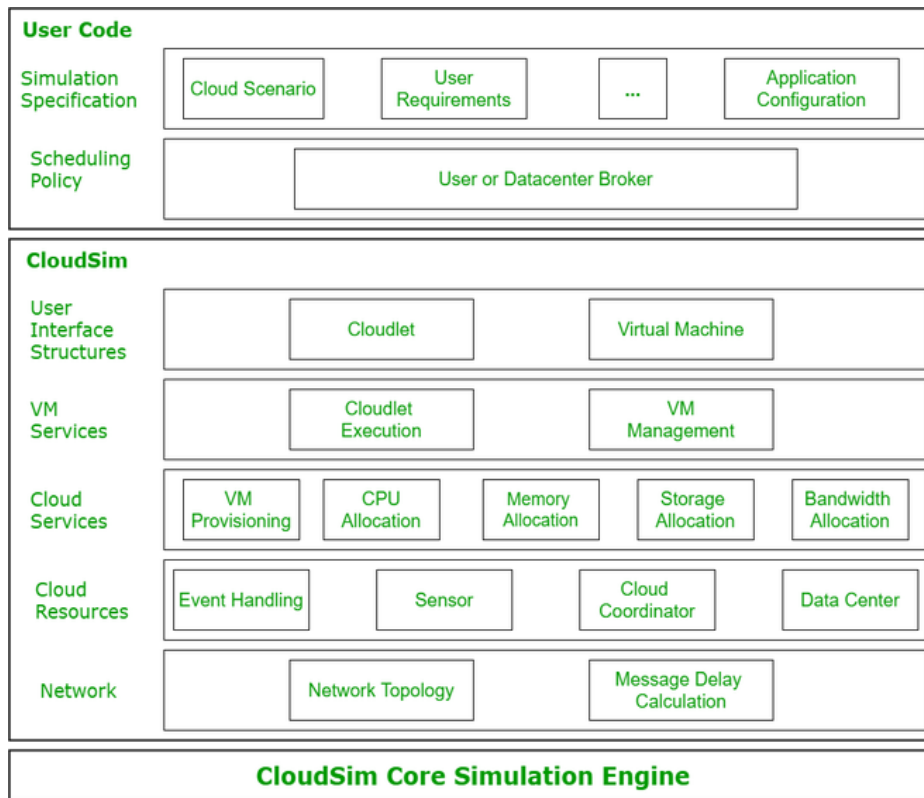 User Code
Simulation
Specification
Cloud Scenario
User
Requirements
...
Application
Configuration
Scheduling
Policy
User or Datacenter Broker
CloudSim
User
Interface
Structures
Cloudlet
Virtual Machine
VM
Services
Cloudlet
Execution
VM
Management
Cloud
Services
VM
Provisioning
CPU
Allocation
Memory
Allocation
Storage
Allocation
Bandwidth
Allocation
Cloud
Resources
Event Handling
Sensor
Cloud
Coordinator
Data Center
Network
Network Topology
Message Delay
Calculation
CloudSim Core Simulation Engine